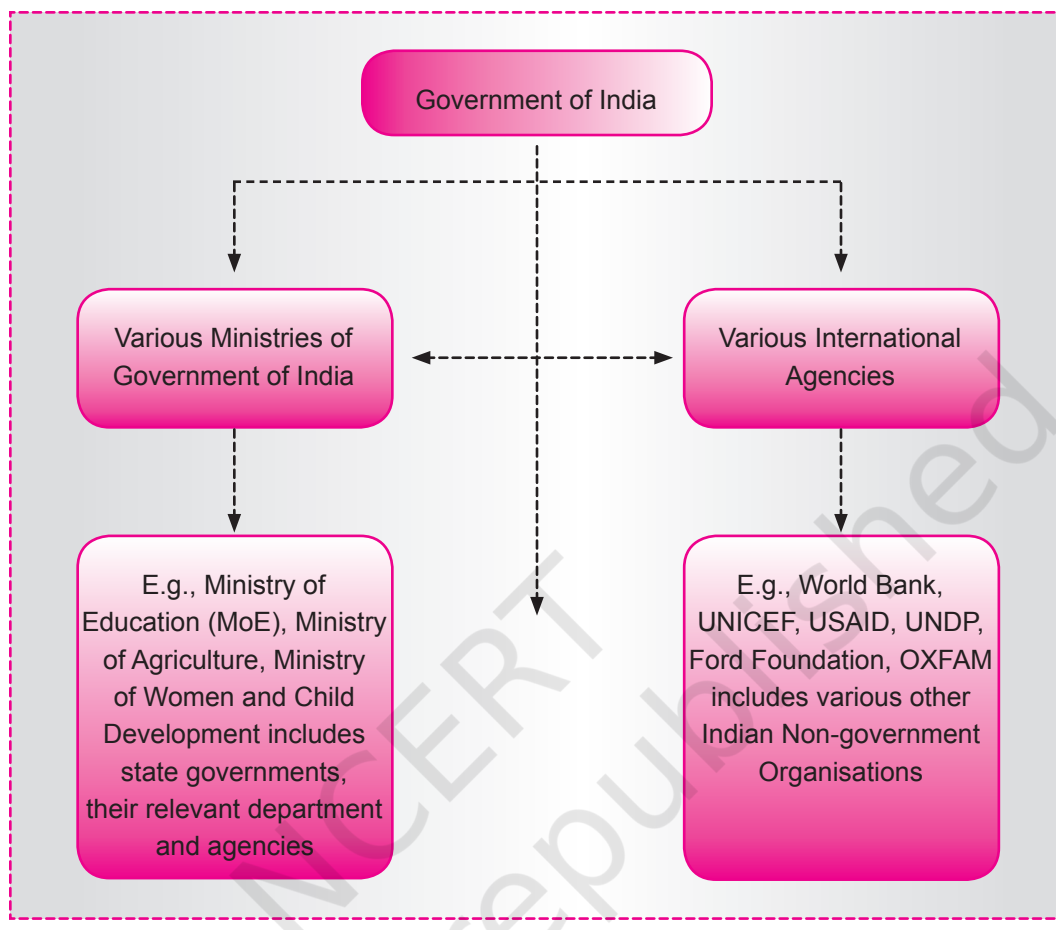 Government of India
Various Ministries of
Government of India
Various International
Agencies
E.g., Ministry of
Education (MoE), Ministry
of Agriculture, Ministry
of Women and Child
Development includes
state governments,
their relevant department
and agencies
E.g., World Bank,
UNICEF, USAID, UNDP,
Ford Foundation, OXFAM
includes various other
Indian Non-government
Organisations
NCERT
republished